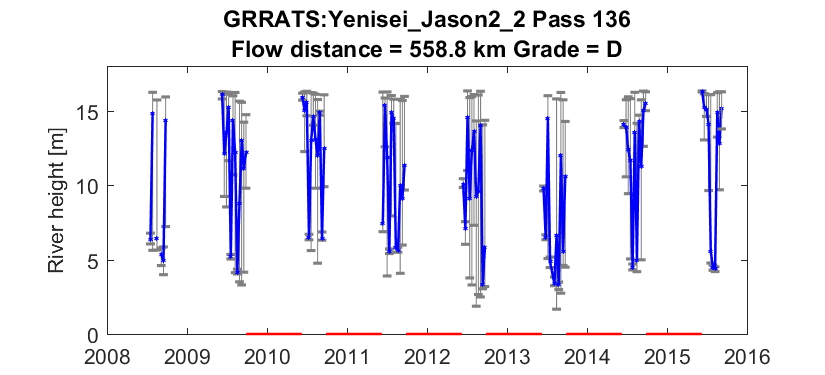 GRRATS:Yenisei_Jason2_2 Pass 136
Flow distance = 558.8 km Grade = D
River height [m]
15
10
5
0
2008 2009 2010 2011 2012 2013 2014 2015 2016